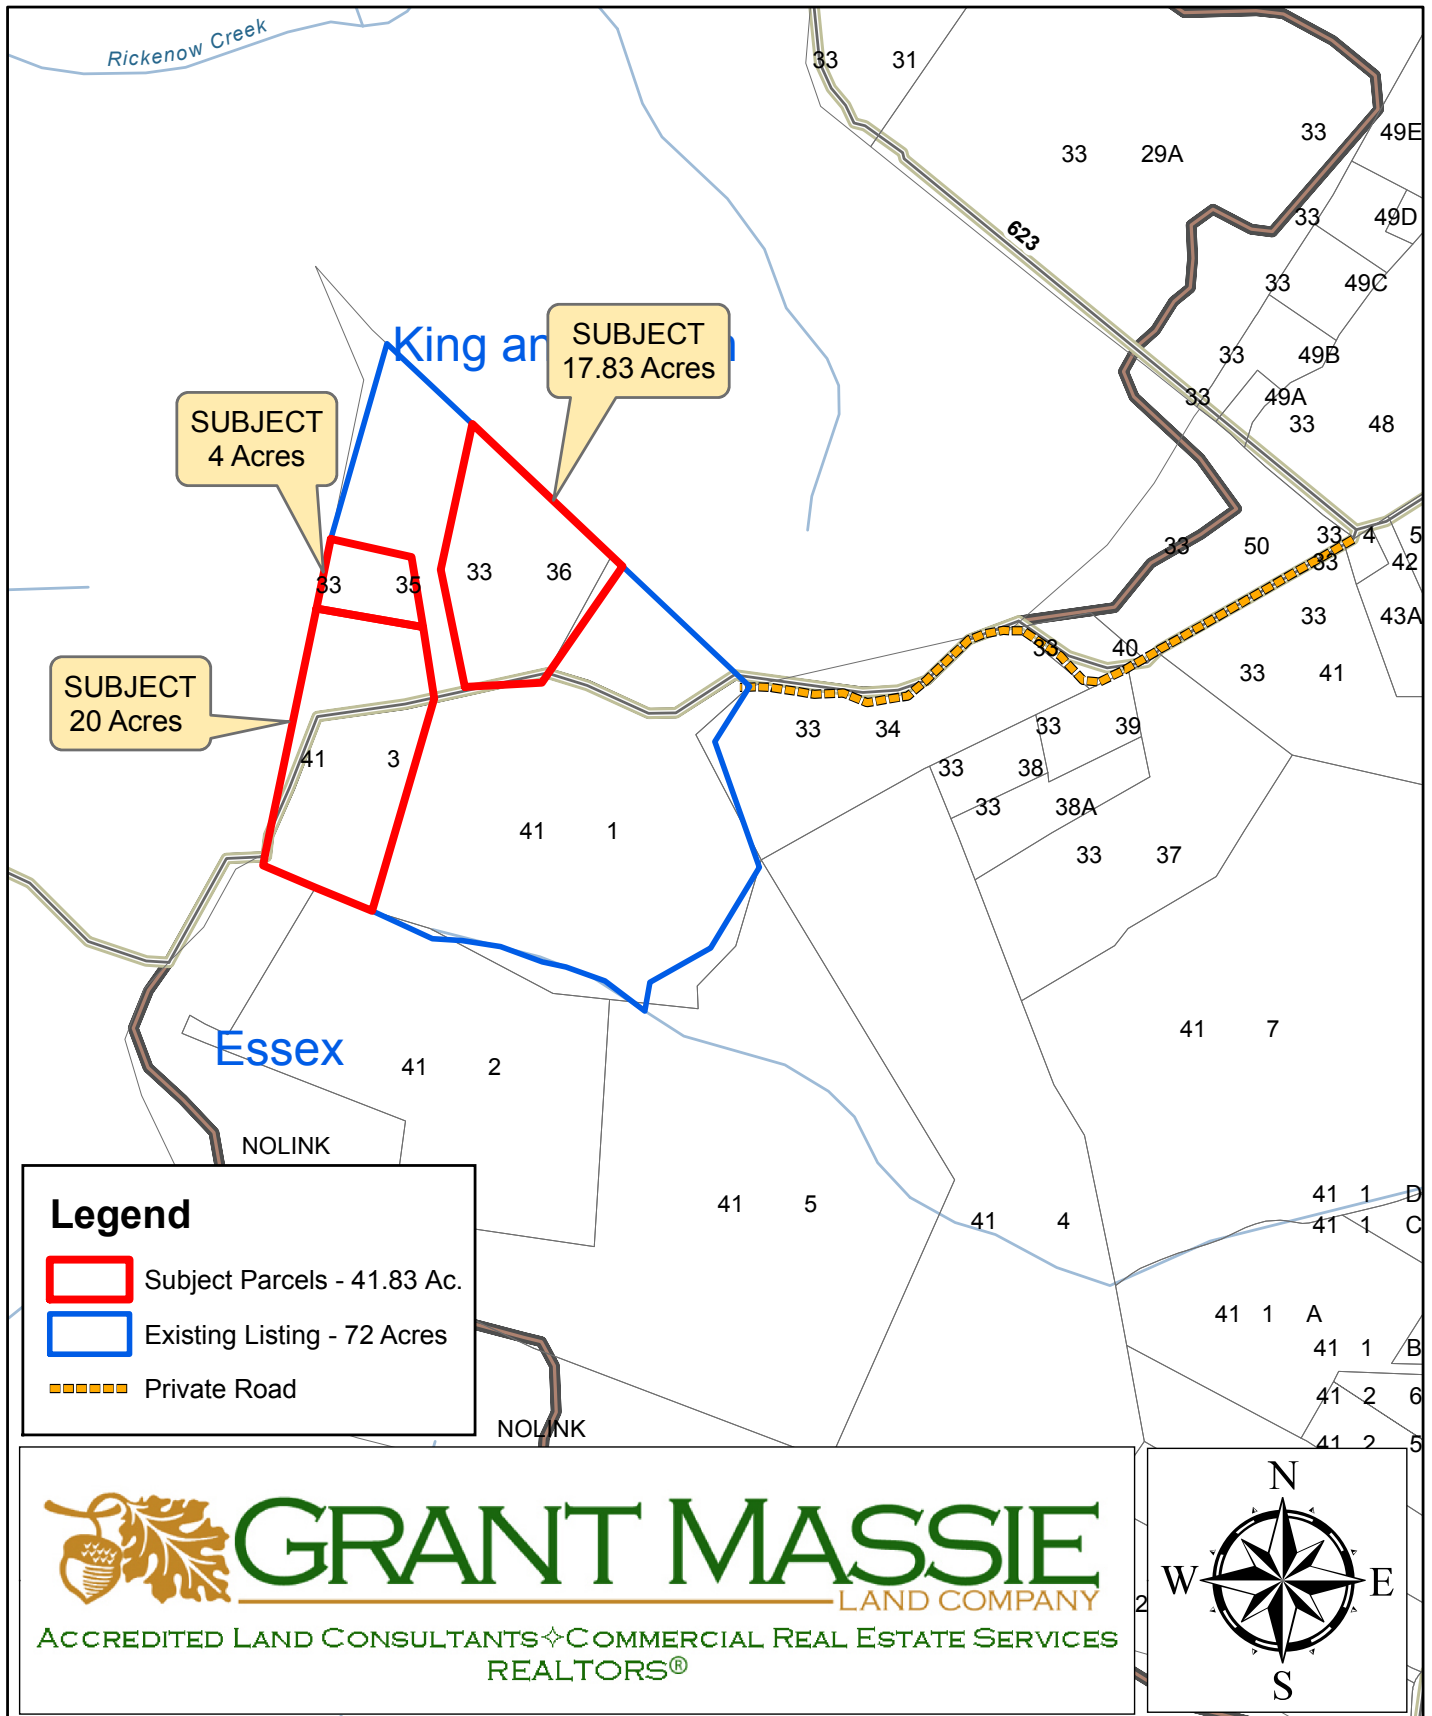 Rickenow Creek
33 31
33 29A
33 49E
33 49D
623
33 49C
King an
SUBJECT
17.83 Acres
33 49B
33 49A
33 48
SUBJECT
4 Acres
33 50
33 4 5
33 42
33 35
33 36
33 43A
33 40
33 41
SUBJECT
20 Acres
33 34
33 39
41 3
33 38
33 38A
41 1
33 37
Essex
41 2
41 7
NOLINK
41 5
41 4
41 1 D
41 1 C
41 1 A
41 1 B
41 2 6
41 2 5
NOLINK
Legend
Subject Parcels - 41.83 Ac.
Existing Listing - 72 Acres
Private Road
GRANT MASSIE
LAND COMPANY
ACCREDITED LAND CONSULTANTS✧COMMERCIAL REAL ESTATE SERVICES
REALTORS®
2
N
W E
S